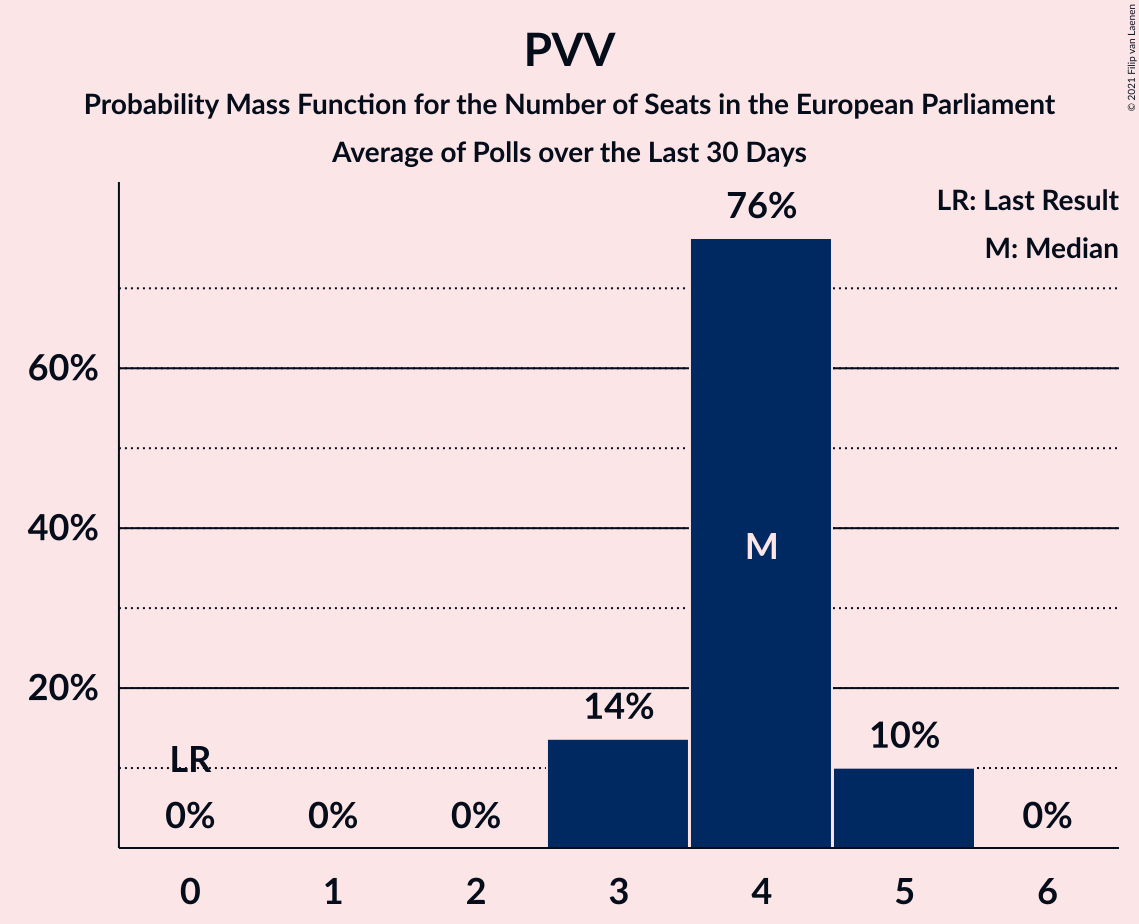 PVV
Probability Mass Function for the Number of Seats in the European Parliament
Average of Polls over the Last 30 Days
© 2021 Filip van Laenen
LR: Last Result
M: Median
76%
60%
40%
M
20%
14%
10%
LR
0%
0%
0%
0%
0
1
2
3
4
5
6